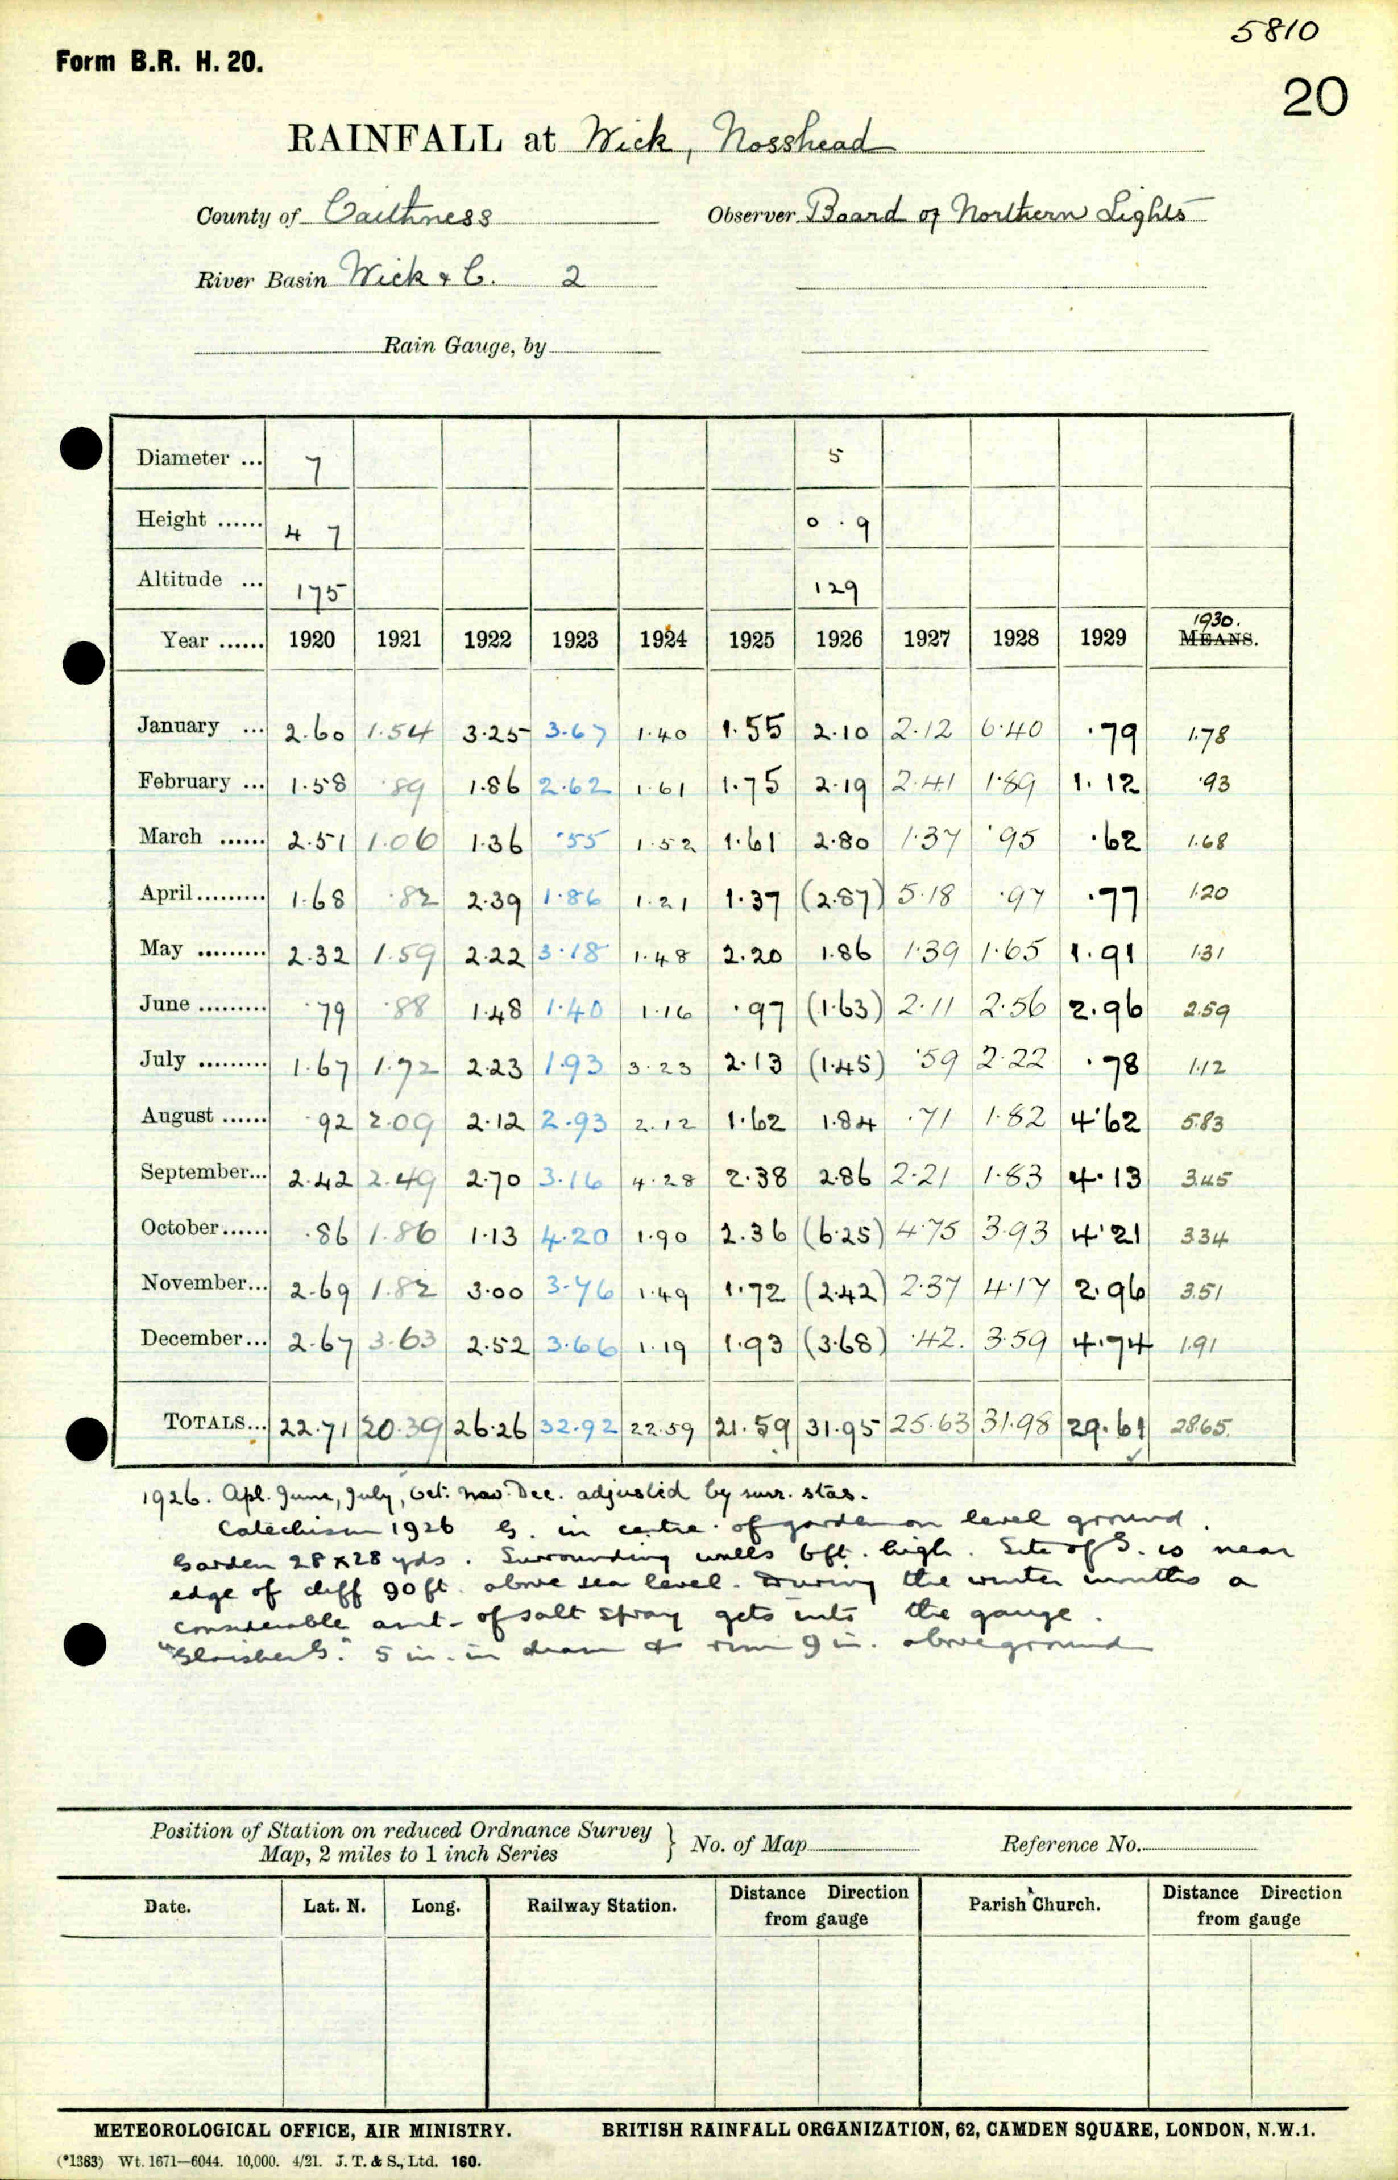 5810
Form B.R. H. 20.
20
RAINFALL at Wick, Nosshead
County of Caithness Observer Board of Northern Lights
River Basin Wick & C. 2
Rain Gauge, by
Diameter ... 7 5
Height ...... 4 7 0 . 9
Altitude ... 175 129
1930.
Year ...... 1920 1921 1922 1923 1924 1925 1926 1927 1928 1929 MEANS.
January ... 2.60 1.54 3.25 3.67 1.40 1.55 2.10 2.12 6.40 .79 1.78
February ... 1.58 .89 1.86 2.62 1.61 1.75 2.19 2.41 1.89 1.12 .93
March ...... 2.51 1.06 1.36 .55 1.52 1.61 2.80 1.37 .95 .62 1.68
April......... 1.68 .82 2.39 1.86 1.21 1.37 (2.87) 5.18 .97 .77 1.20
May ......... 2.32 1.59 2.22 3.18 1.48 2.20 1.86 1.39 1.65 1.91 1.31
June ......... .79 .88 1.48 1.40 1.16 .97 (1.63) 2.11 2.56 2.96 2.59
July ......... 1.67 1.72 2.23 1.93 3.23 2.13 (1.45) .59 2.22 .78 1.12
August ...... .92 2.09 2.12 2.93 2.12 1.62 1.84 .71 1.82 4.62 5.83
September... 2.42 2.49 2.70 3.16 4.28 2.38 2.86 2.21 1.83 4.13 3.45
October...... .86 1.86 1.13 4.20 1.90 2.36 (6.25) 4.75 3.93 4.21 3.34
November... 2.69 1.82 3.00 3.76 1.49 1.72 (2.42) 2.37 4.17 2.96 3.51
December... 2.67 3.63 2.52 3.66 1.19 1.93 (3.68) .42. 3.59 4.74 1.91
TOTALS... 22.71 20.39 26.26 32.92 22.59 21.59 31.95 25.63 31.98 29.61 28.65.
1926. Apl. June, July, Oct. Nov. Dec. adjusted by surr. stas.
Catechism 1926 G. in centre of garden on level ground.
Garden 28 x 28 yds. Surrounding walls 6ft. high. Site of G. is near
edge of cliff 90ft. above sea level. During the winter months a
considerable amt. of salt spray gets into the gauge.
"Glaisher G." 5 in. in diam & rim 9 in. above ground
Position of Station on reduced Ordnance Survey
Map, 2 miles to 1 inch Series } No. of Map Reference No.
Date. Lat. N. Long. Railway Station. Distance Direction from gauge Parish Church. Distance Direction from gauge
METEOROLOGICAL OFFICE, AIR MINISTRY. BRITISH RAINFALL ORGANIZATION, 62, CAMDEN SQUARE, LONDON, N.W.1.
(*1383) Wt. 1671—6044. 10,000. 4/21. J. T. & S., Ltd. 160.